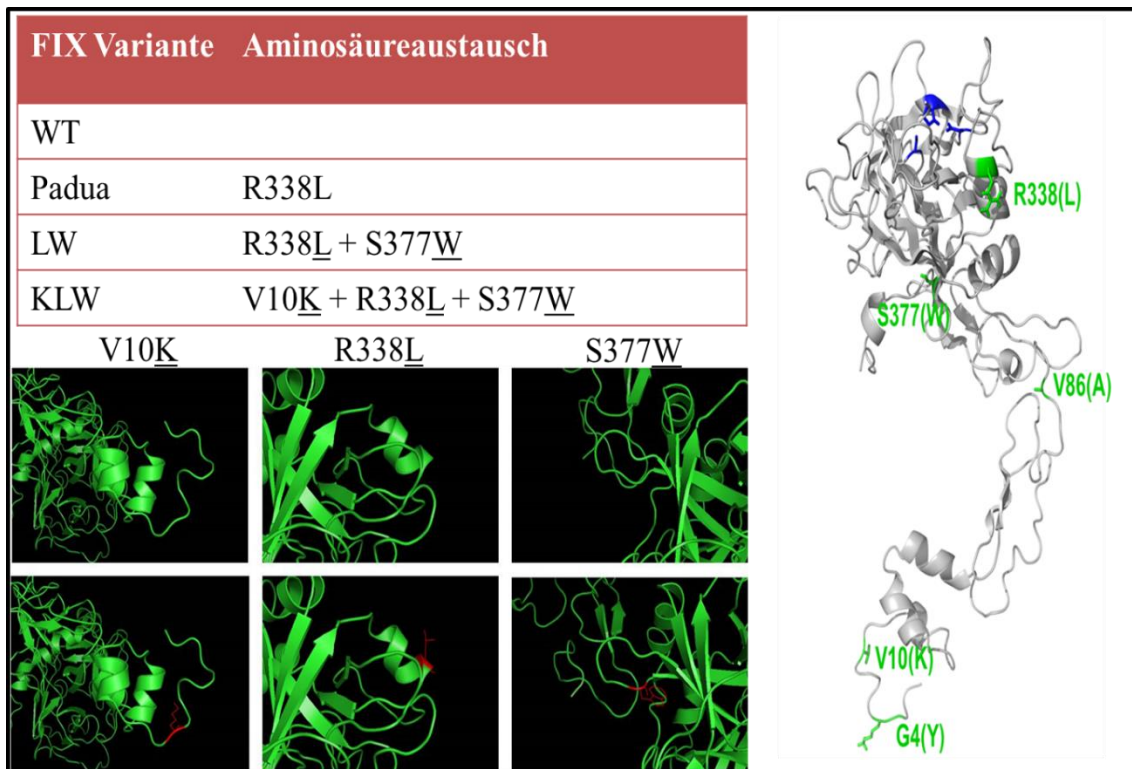 FIX Variante Aminosäureaustausch
WT
Padua R338L
LW R338L + S377W
KLW V10K + R338L + S377W
V10K R338L S377W
R338(L)
S377(W)
V86(A)
V10(K)
G4(Y)